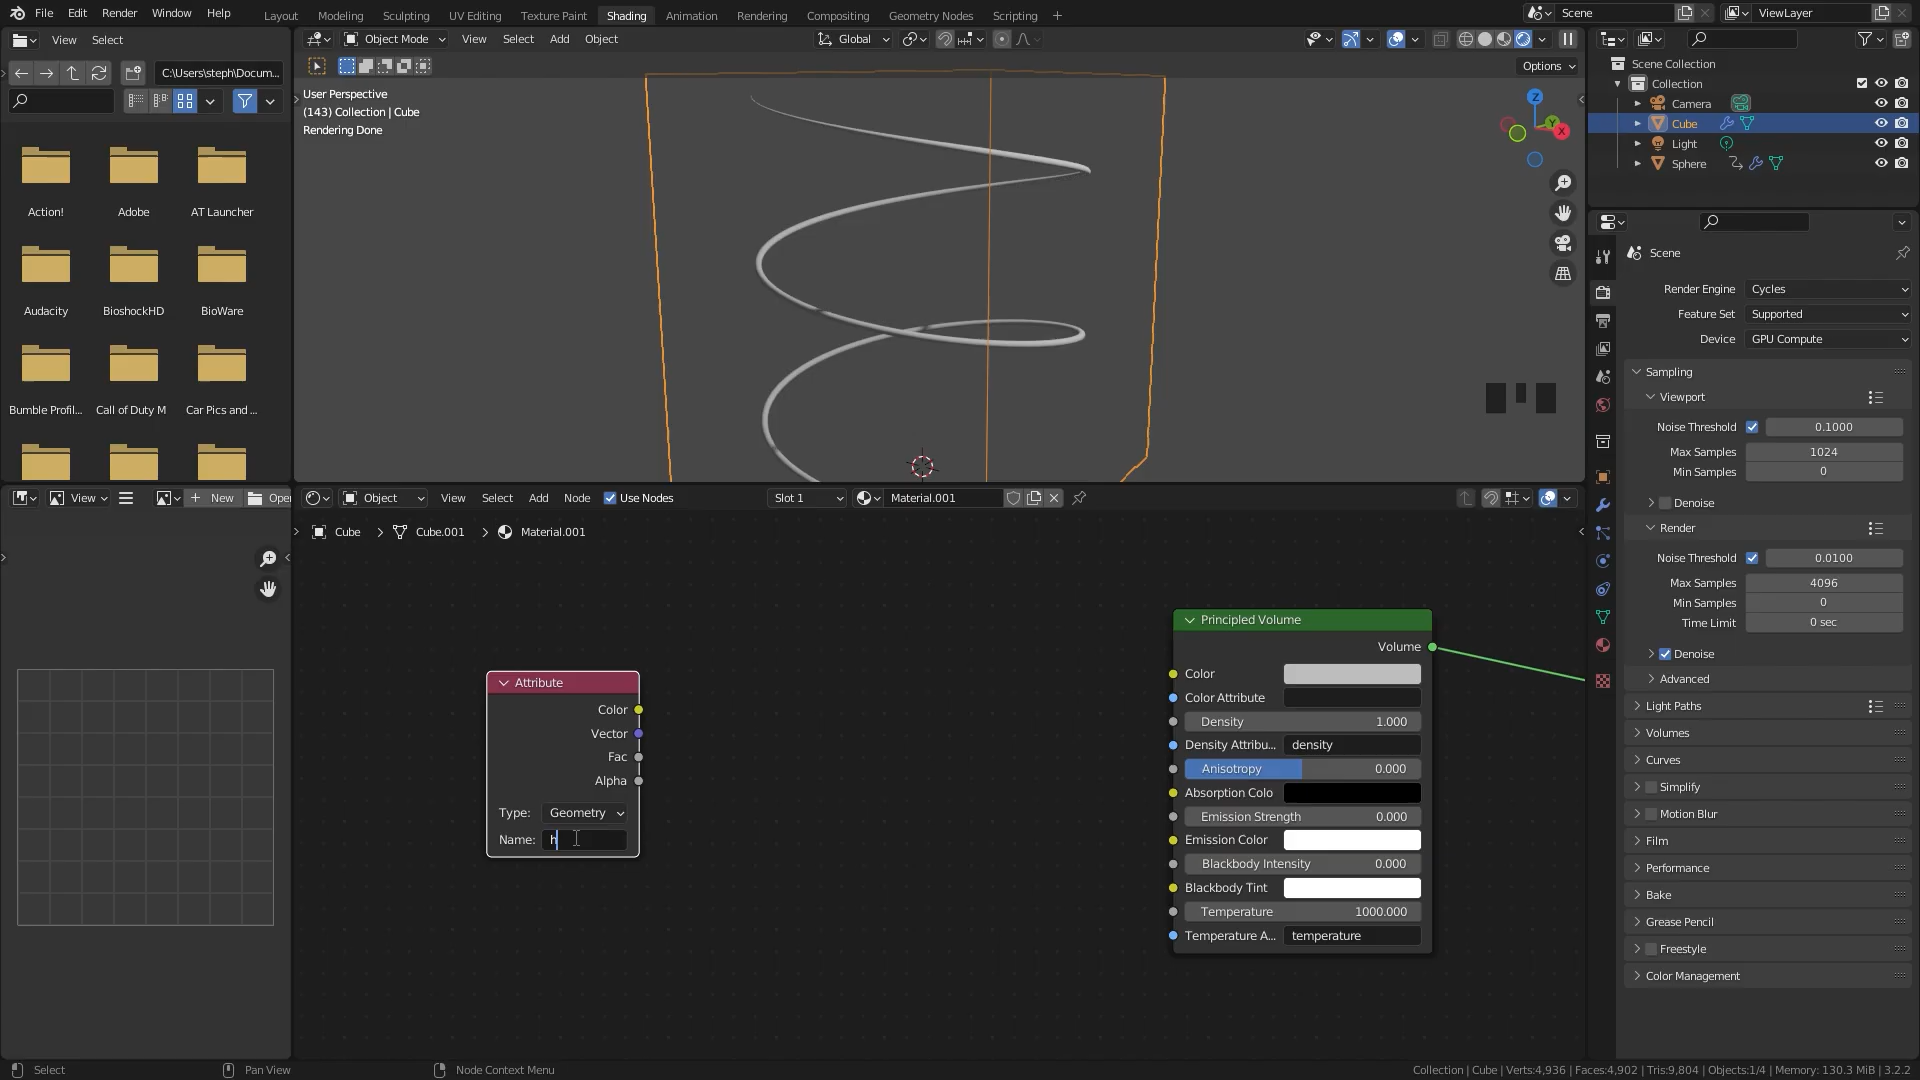 File Edit Render Window Help
Layout Modeling Sculpting UV Editing Texture Paint Shading Animation Rendering Compositing Geometry Nodes Scripting
Scene
ViewLayer
View Select
C:\Users\steph\Docum...
Action! Adobe AT Launcher
Audacity BioshockHD BioWare
Bumble Profil... Call of Duty M Car Pics and ...
Object Mode View Select Add Object
Global
Options
User Perspective
(143) Collection | Cube
Rendering Done
Z
Y
X
Scene Collection
Collection
Camera
Cube
Light
Sphere
View New Open
Object View Select Add Node Use Nodes Slot 1 Material.001
Cube Cube.001 Material.001
Attribute
Color
Vector
Fac
Alpha
Type: Geometry
Name: h
Principled Volume
Volume
Color
Color Attribute
Density 1.000
Density Attribu... density
Anisotropy 0.000
Absorption Colo
Emission Strength 0.000
Emission Color
Blackbody Intensity 0.000
Blackbody Tint
Temperature 1000.000
Temperature A... temperature
Scene
Render Engine Cycles
Feature Set Supported
Device GPU Compute
Sampling
Viewport
Noise Threshold 0.1000
Max Samples 1024
Min Samples 0
Denoise
Render
Noise Threshold 0.0100
Max Samples 4096
Min Samples 0
Time Limit 0 sec
Denoise
Advanced
Light Paths
Volumes
Curves
Simplify
Motion Blur
Film
Performance
Bake
Grease Pencil
Freestyle
Color Management
Select Pan View Node Context Menu
Collection | Cube | Verts:4,936 | Faces:4,902 | Tris:9,804 | Objects:1/4 | Memory: 130.3 MiB | 3.2.2